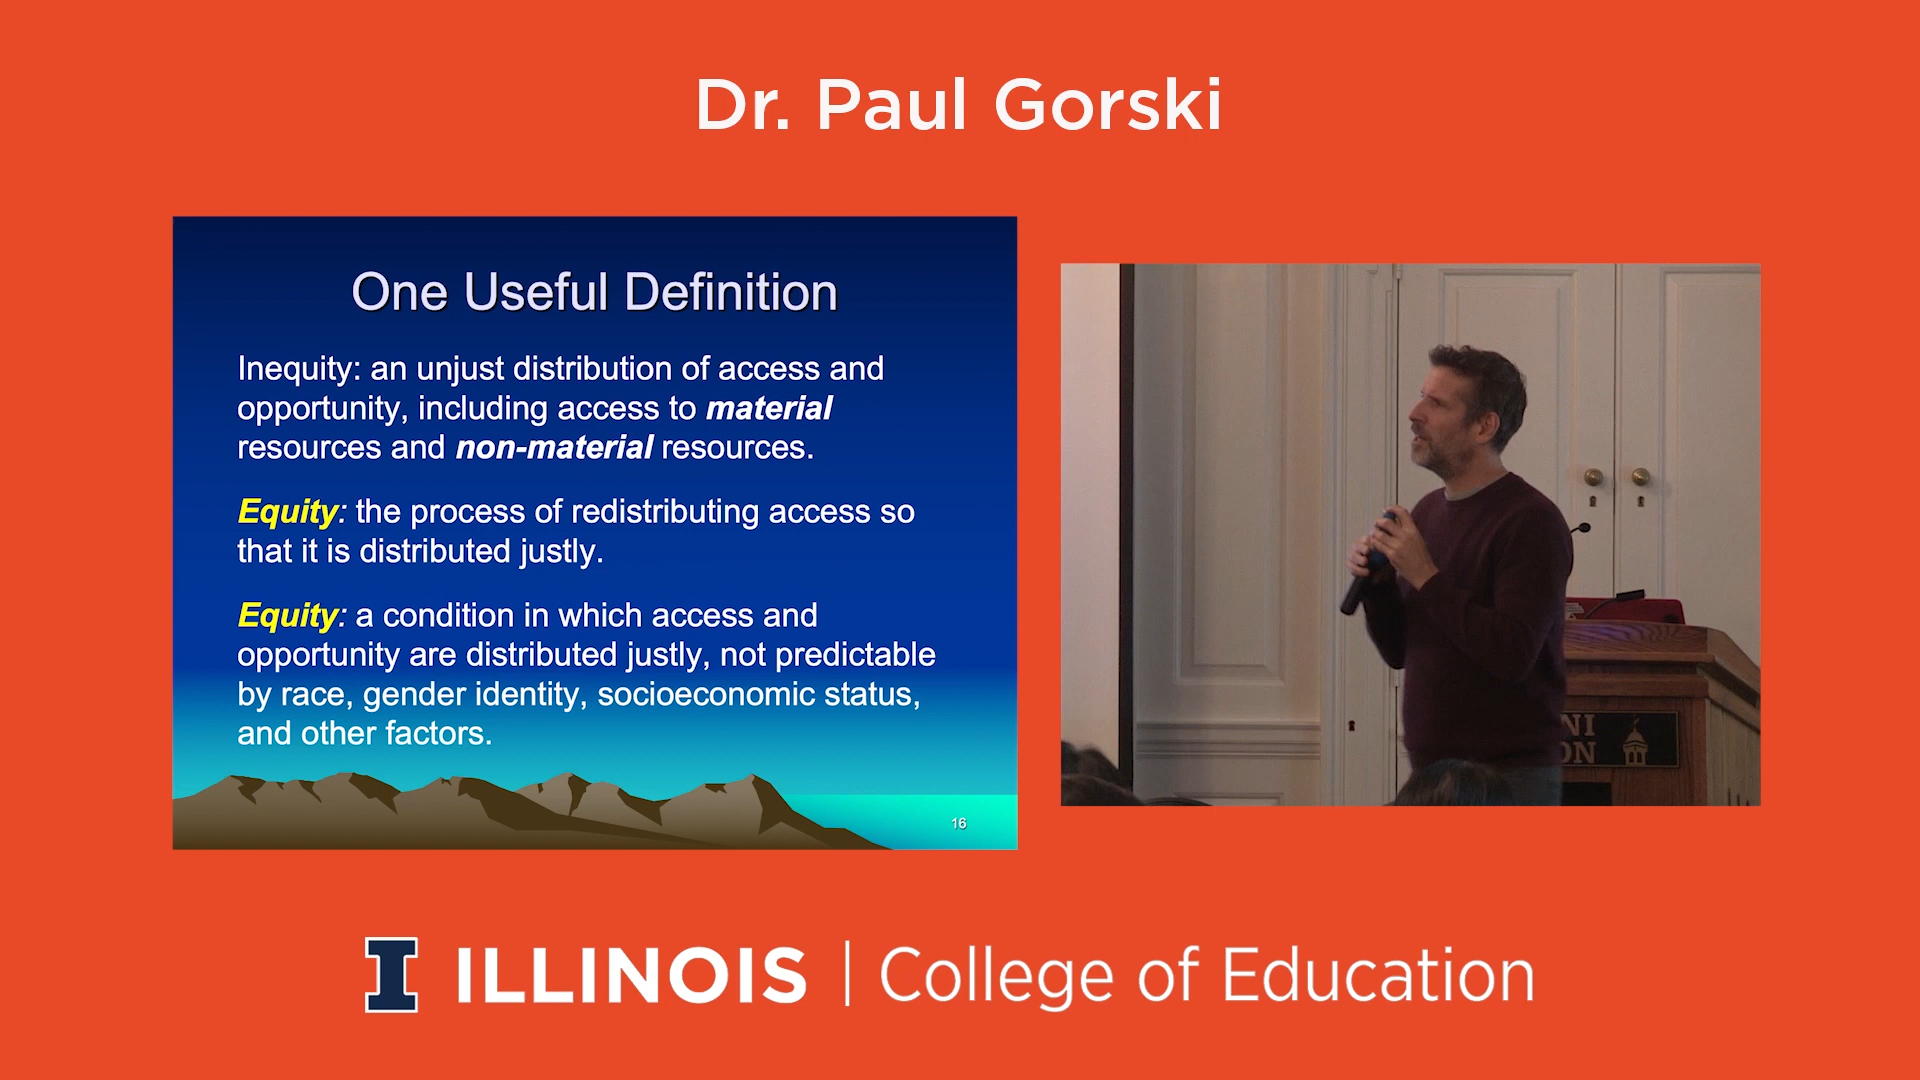 Dr. Paul Gorski
One Useful Definition
Inequity: an unjust distribution of access and
opportunity, including access to material
resources and non-material resources.
Equity: the process of redistributing access so
that it is distributed justly.
Equity: a condition in which access and
opportunity are distributed justly, not predictable
by race, gender identity, socioeconomic status,
and other factors.
16
NI
ON
I ILLINOIS | College of Education